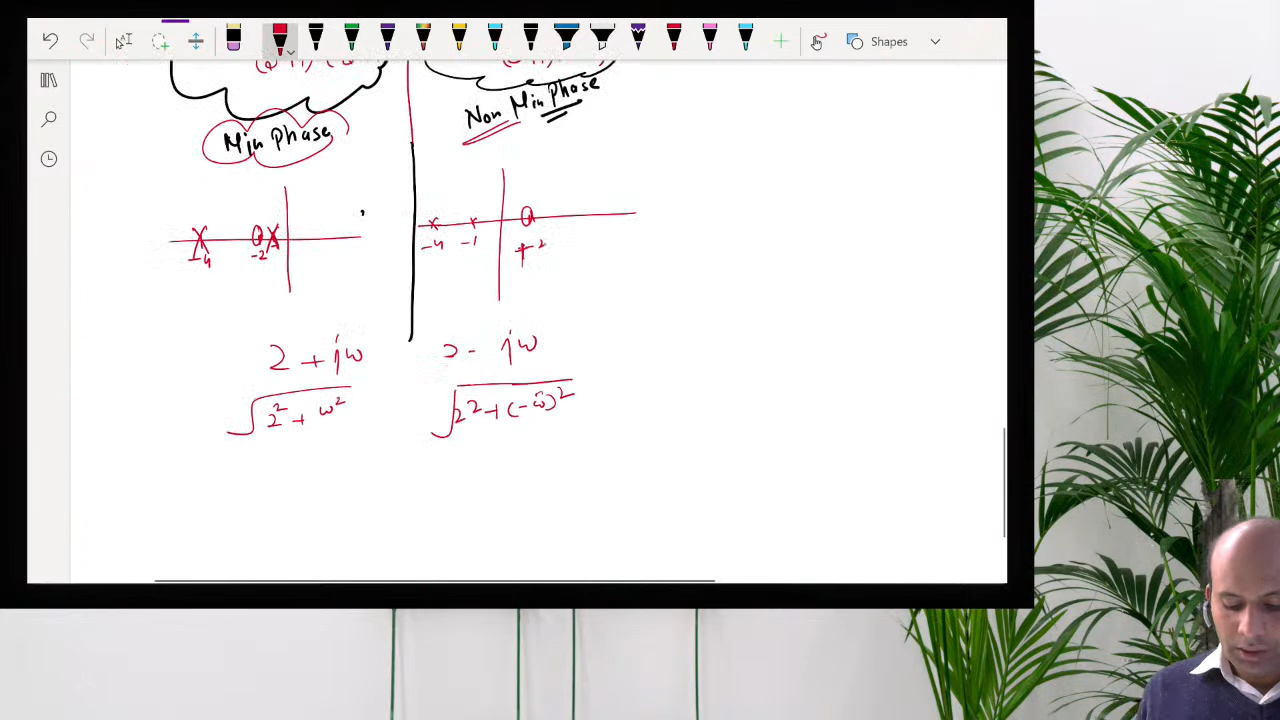 Shapes
Min Phase
Non Min Phase
-4 -2
-4 -1 +2
2 + jω
2 - jω
√(2² + ω²)
√(2² + (-ω)²)